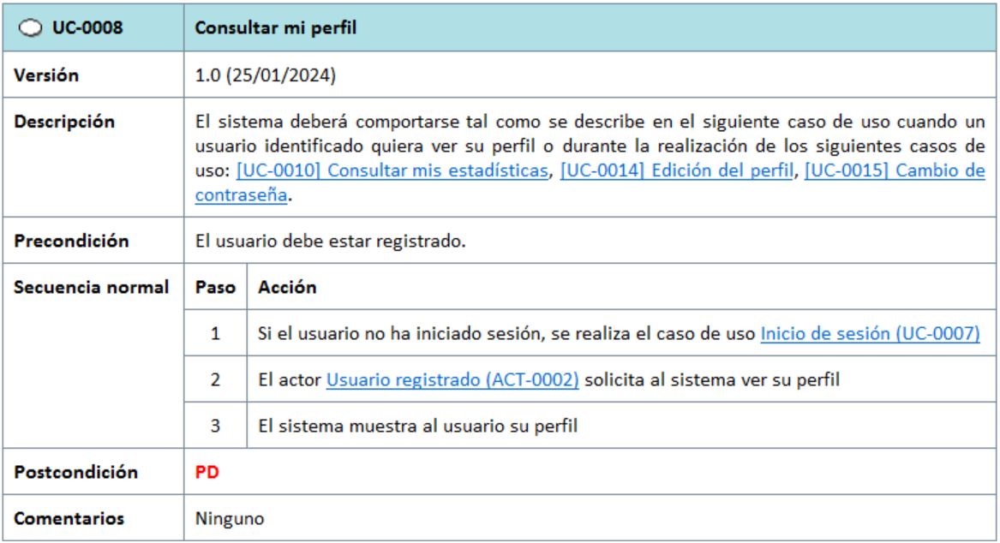 UC-0008 Consultar mi perfil
Versión 1.0 (25/01/2024)
Descripción El sistema deberá comportarse tal como se describe en el siguiente caso de uso cuando un
usuario identificado quiera ver su perfil o durante la realización de los siguientes casos de
uso: [UC-0010] Consultar mis estadísticas, [UC-0014] Edición del perfil, [UC-0015] Cambio de
contraseña.
Precondición El usuario debe estar registrado.
Secuencia normal Paso Acción
1 Si el usuario no ha iniciado sesión, se realiza el caso de uso Inicio de sesión (UC-0007)
2 El actor Usuario registrado (ACT-0002) solicita al sistema ver su perfil
3 El sistema muestra al usuario su perfil
Postcondición PD
Comentarios Ninguno